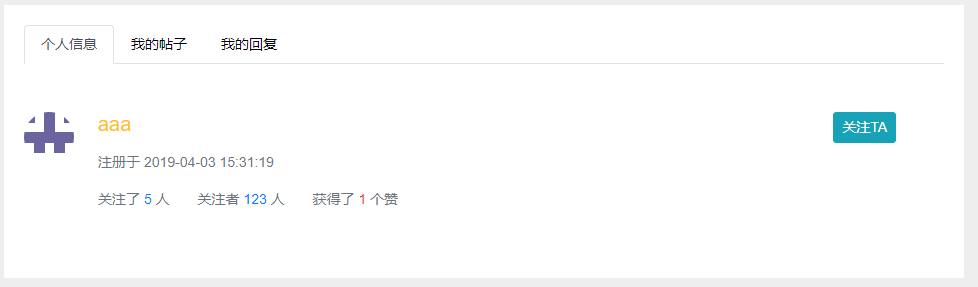 个人信息 我的帖子 我的回复
aaa 关注TA
注册于 2019-04-03 15:31:19
关注了 5 人 关注者 123 人 获得了 1 个赞